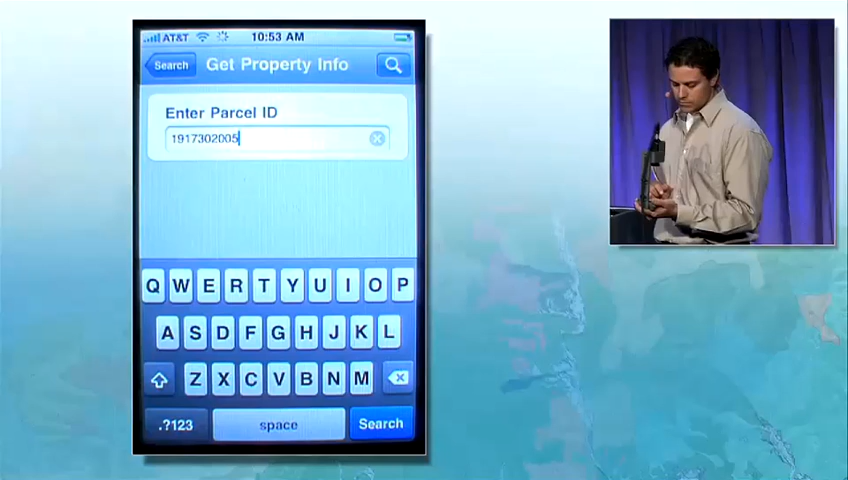 AT&T 10:53 AM
Search Get Property Info
Enter Parcel ID
1917302005
Q W E R T Y U I O P
A S D F G H J K L
Z X C V B N M
.?123 space Search